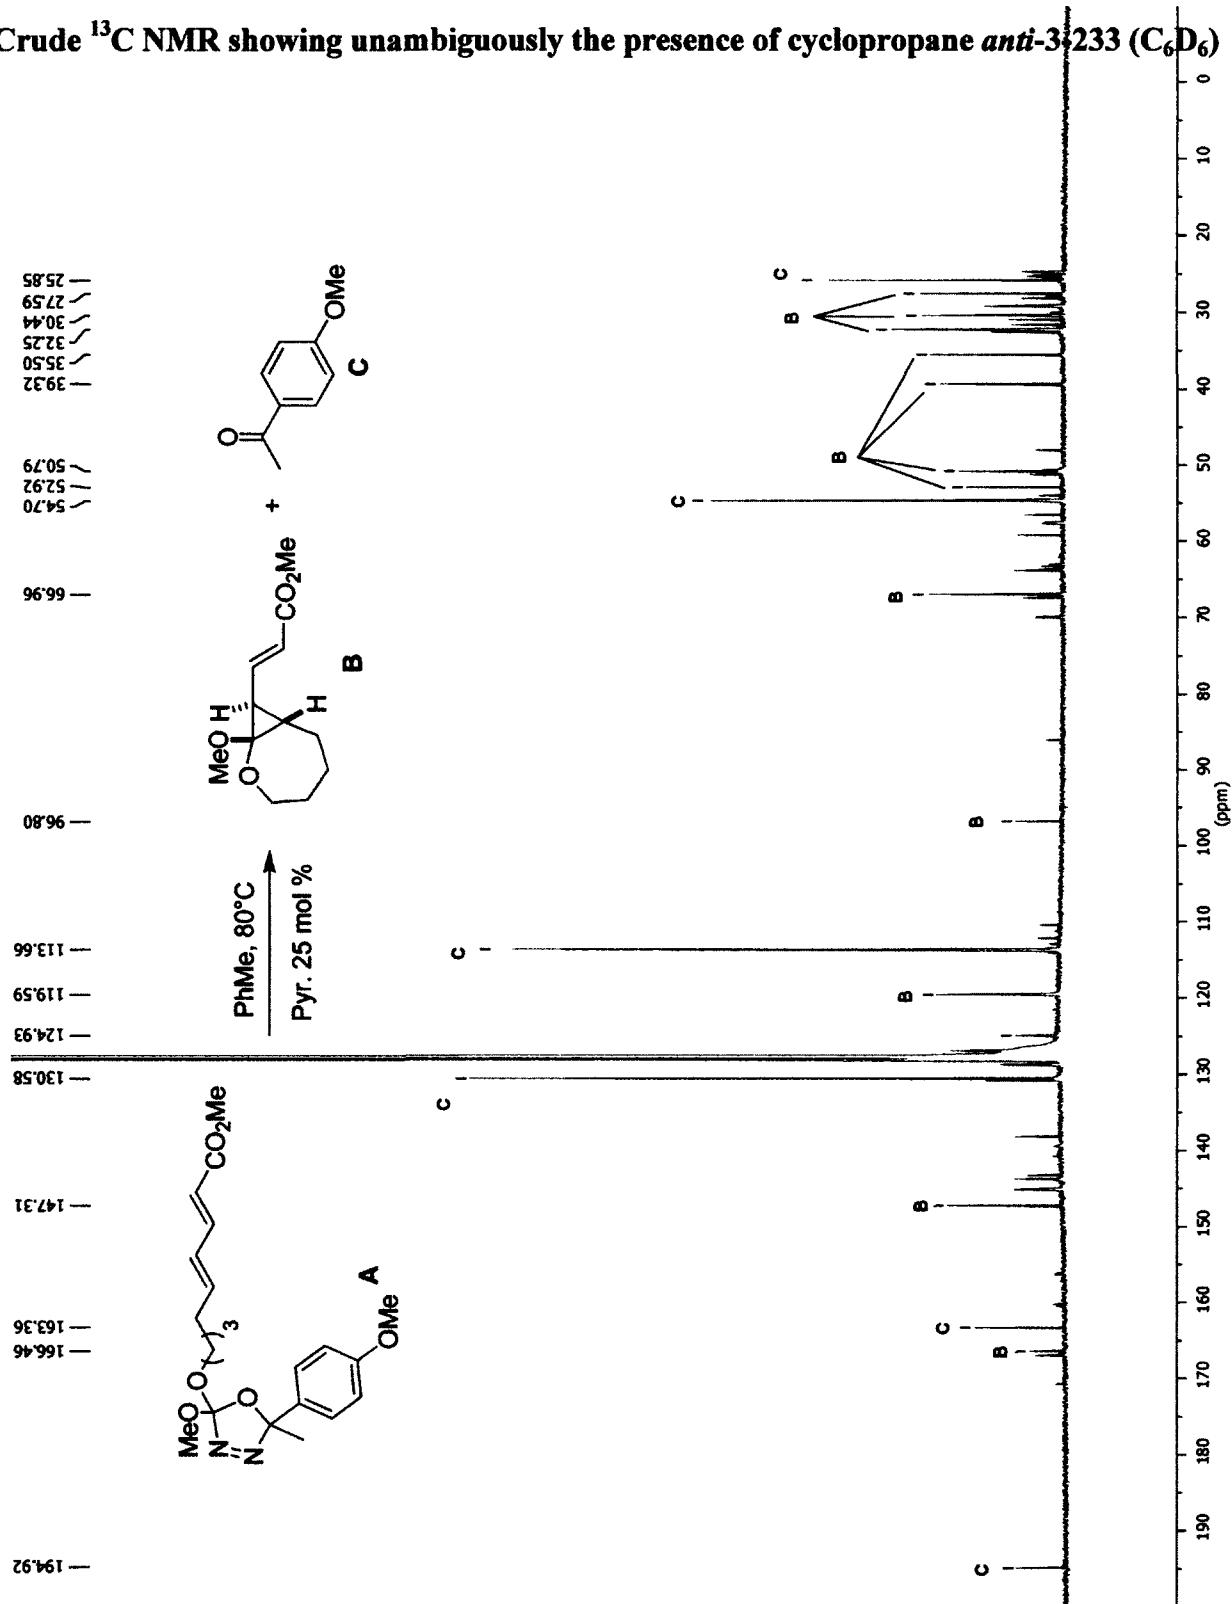 Crude ¹³C NMR showing unambiguously the presence of cyclopropane anti-3-233 (C₆D₆)
194.92
166.46
163.36
147.31
130.58
124.93
119.59
113.66
96.80
66.96
54.70
52.92
50.79
39.32
35.50
32.25
30.44
27.59
25.85
MeO
O
O
N=N
Me
OMe
( )3
CO₂Me
A
PhMe, 80°C
Pyr. 25 mol %
MeO
H
O
H
CO₂Me
B
+
O
OMe
C
C
B
C
B
C
B
C
B
B
C
B
B
C
190
180
170
160
150
140
130
120
110
100
90
80
70
60
50
40
30
20
10
0
(ppm)